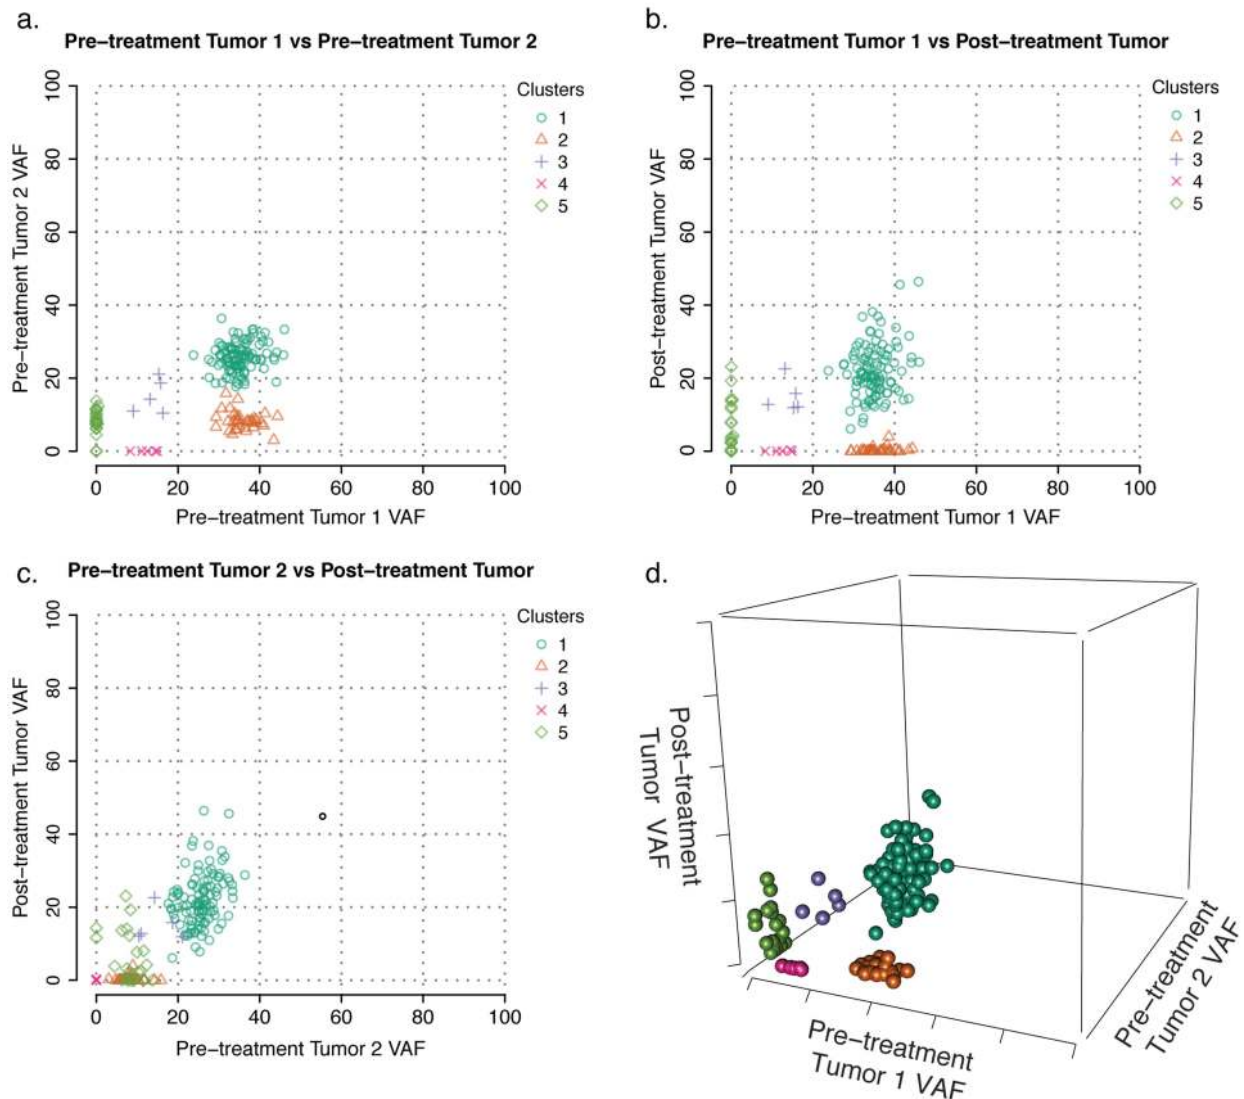 a.
Pre–treatment Tumor 1 vs Pre–treatment Tumor 2
Pre–treatment Tumor 2 VAF
100
80
60
40
20
0
0 20 40 60 80 100
Pre–treatment Tumor 1 VAF
Clusters
1
2
3
4
5
b.
Pre–treatment Tumor 1 vs Post–treatment Tumor
Post–treatment Tumor VAF
100
80
60
40
20
0
0 20 40 60 80 100
Pre–treatment Tumor 1 VAF
Clusters
1
2
3
4
5
c.
Pre–treatment Tumor 2 vs Post–treatment Tumor
Post–treatment Tumor VAF
100
80
60
40
20
0
0 20 40 60 80 100
Pre–treatment Tumor 2 VAF
Clusters
1
2
3
4
5
d.
Post–treatment
Tumor VAF
Pre–treatment
Tumor 1 VAF
Pre–treatment
Tumor 2 VAF